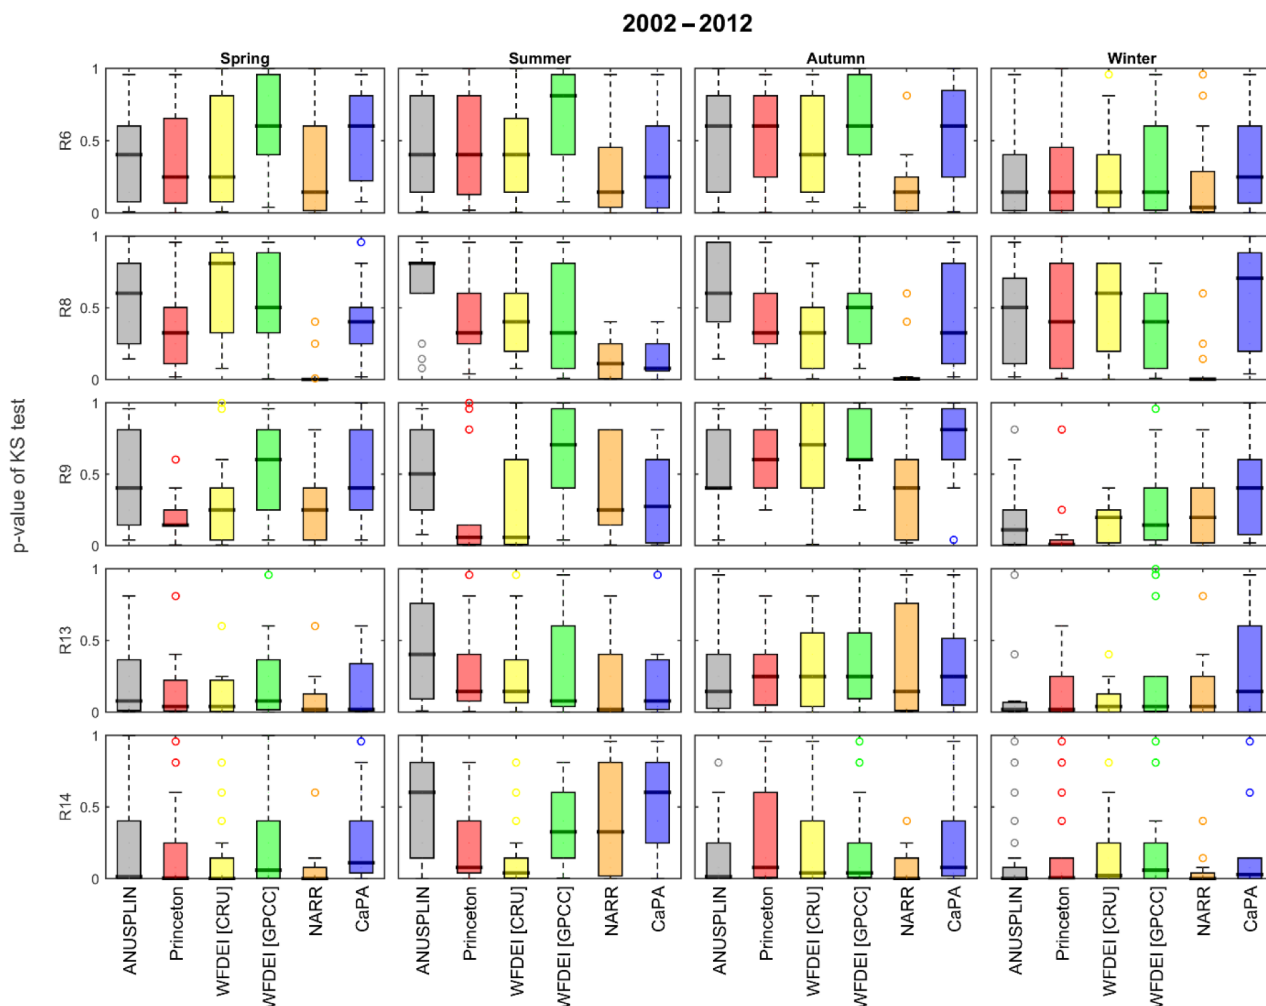 2002 – 2012
Spring
Summer
Autumn
Winter
p-value of KS test
R6
1
0.5
0
R8
1
0.5
0
R9
1
0.5
0
R13
1
0.5
0
R14
1
0.5
0
ANUSPLIN
Princeton
WFDEI [CRU]
WFDEI [GPCC]
NARR
CaPA
ANUSPLIN
Princeton
WFDEI [CRU]
WFDEI [GPCC]
NARR
CaPA
ANUSPLIN
Princeton
WFDEI [CRU]
WFDEI [GPCC]
NARR
CaPA
ANUSPLIN
Princeton
WFDEI [CRU]
WFDEI [GPCC]
NARR
CaPA